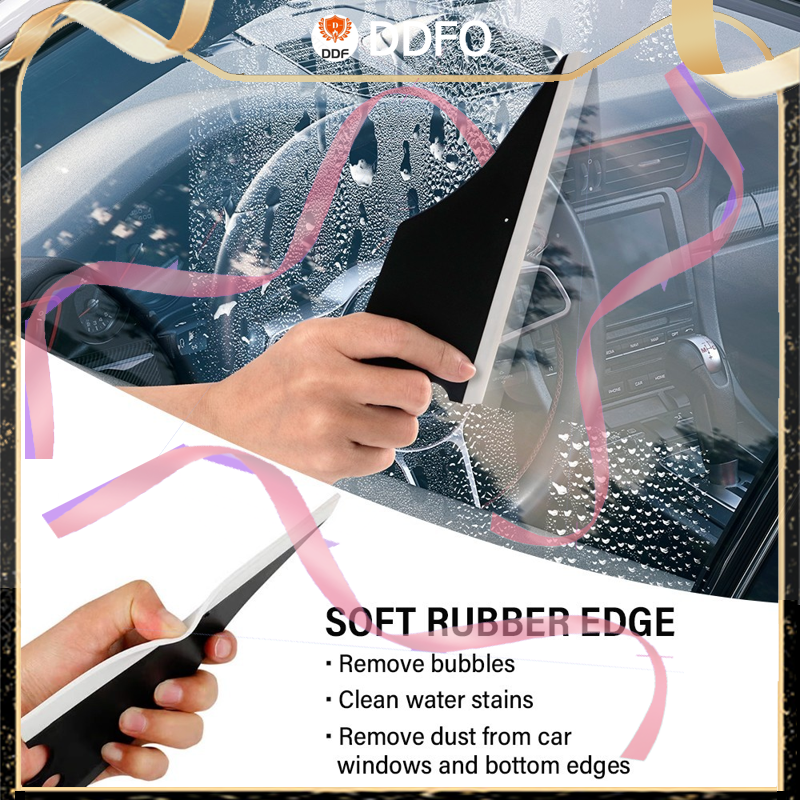 DDF
DDFO
SOFT RUBBER EDGE
· Remove bubbles
· Clean water stains
· Remove dust from car
windows and bottom edges